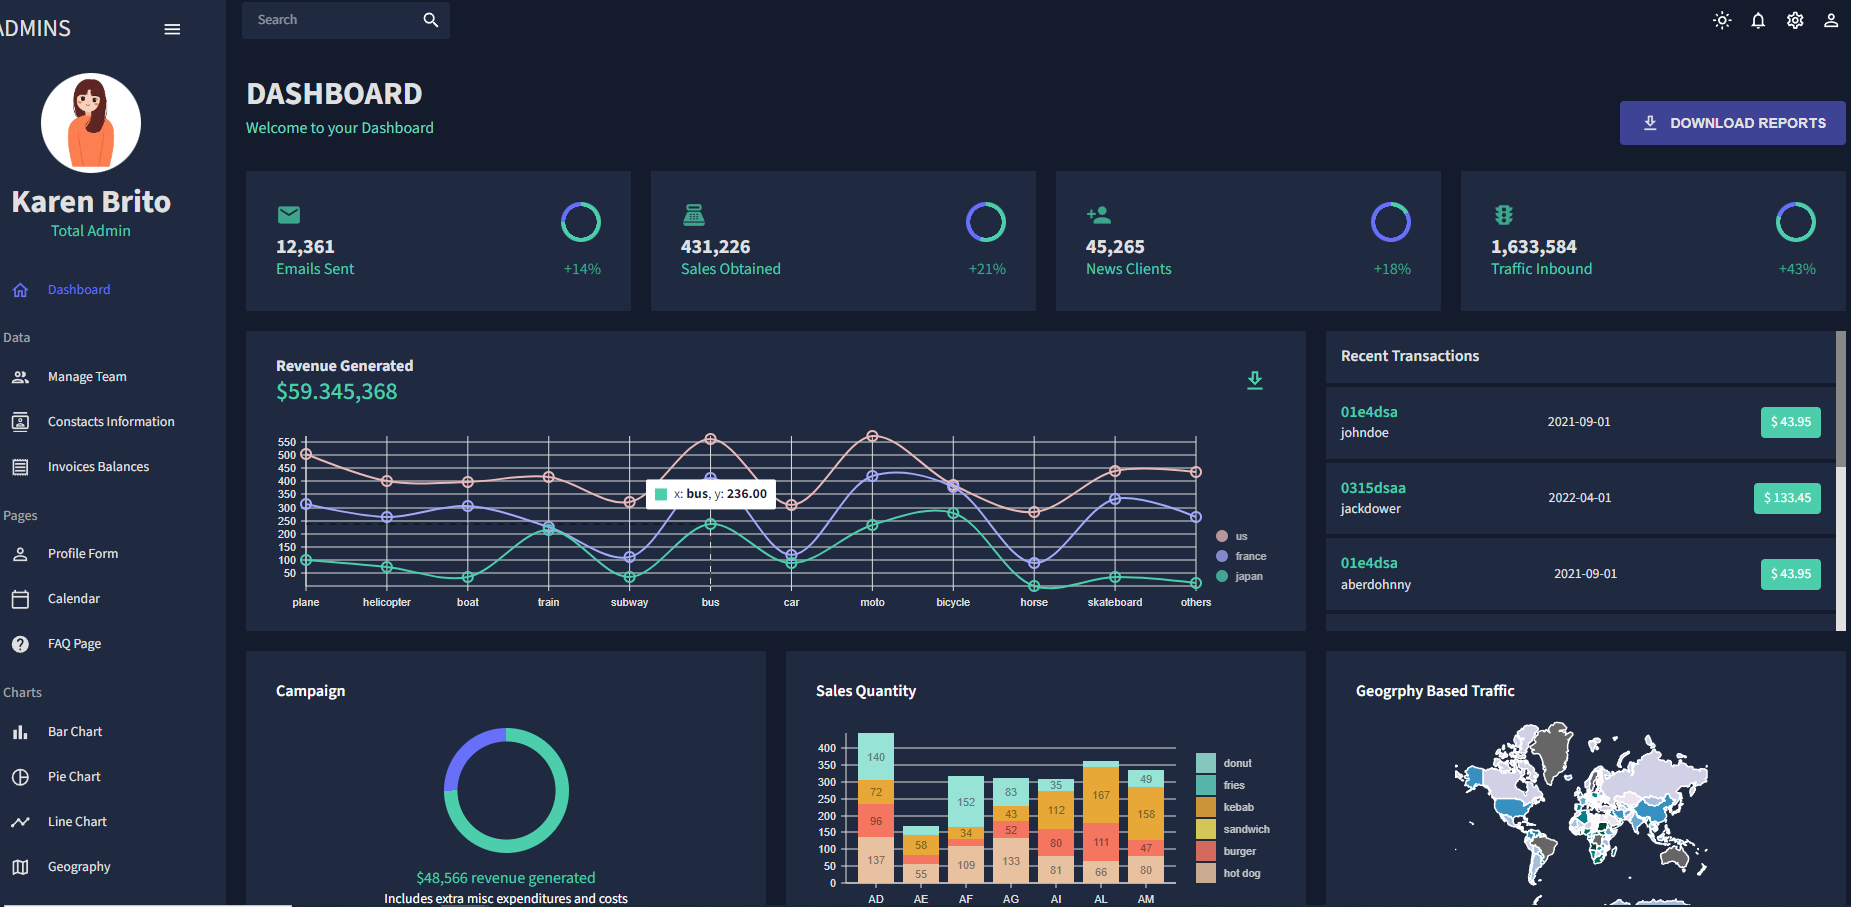 ADMINS
Search
Karen Brito
Total Admin
Dashboard
Data
Manage Team
Constacts Information
Invoices Balances
Pages
Profile Form
Calendar
FAQ Page
Charts
Bar Chart
Pie Chart
Line Chart
Geography
DASHBOARD
Welcome to your Dashboard
DOWNLOAD REPORTS
12,361
Emails Sent
+14%
431,226
Sales Obtained
+21%
45,265
News Clients
+18%
1,633,584
Traffic Inbound
+43%
Revenue Generated
$59.345,368
550
500
450
400
350
300
250
200
150
100
50
x: bus, y: 236.00
plane helicopter boat train subway bus car moto bicycle horse skateboard others
us
france
japan
Recent Transactions
01e4dsa
johndoe
2021-09-01
$ 43.95
0315dsaa
jackdower
2022-04-01
$ 133.45
01e4dsa
aberdohnny
2021-09-01
$ 43.95
Campaign
$48,566 revenue generated
Includes extra misc expenditures and costs
Sales Quantity
400
350
300
250
200
150
100
50
0
140
72
96
137
58
55
152
34
109
83
43
52
133
35
112
80
81
167
111
66
49
158
47
80
AD AE AF AG AI AL AM
donut
fries
kebab
sandwich
burger
hot dog
Geogrphy Based Traffic